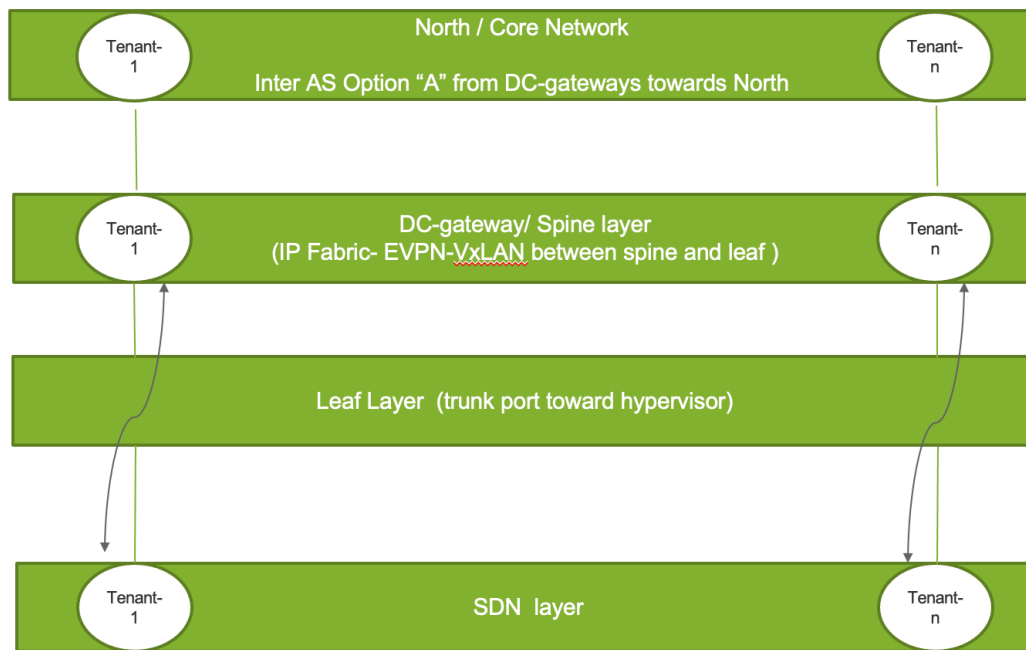 North / Core Network
Tenant-
1
Tenant-
n
Inter AS Option “A” from DC-gateways towards North
Tenant-
1
DC-gateway/ Spine layer
(IP Fabric- EVPN-VxLAN between spine and leaf )
Tenant-
n
Leaf Layer (trunk port toward hypervisor)
Tenant-
1
SDN layer
Tenant-
n